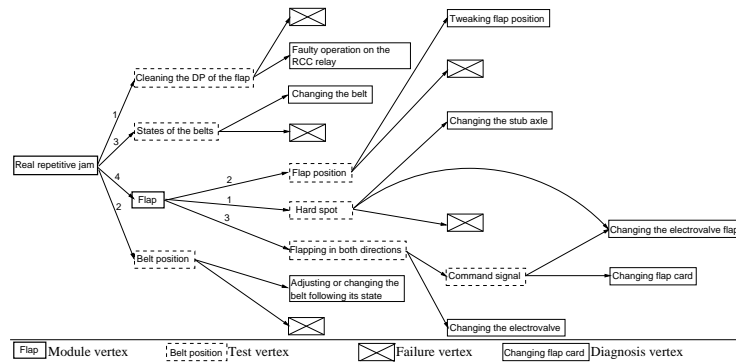 Tweaking flap position
Faulty operation on the
RCC relay
Cleaning the DP of the flap
Changing the belt
1
Changing the stub axle
3
States of the belts
Real repetitive jam
4
2
Flap position
Flap
1
Hard spot
2
3
Changing the electrovalve flap
Flapping in both directions
Belt position
Command signal
Changing flap card
Adjusting or changing the
belt following its state
Changing the electrovalve
Flap Module vertex Belt position Test vertex Failure vertex Changing flap card Diagnosis vertex